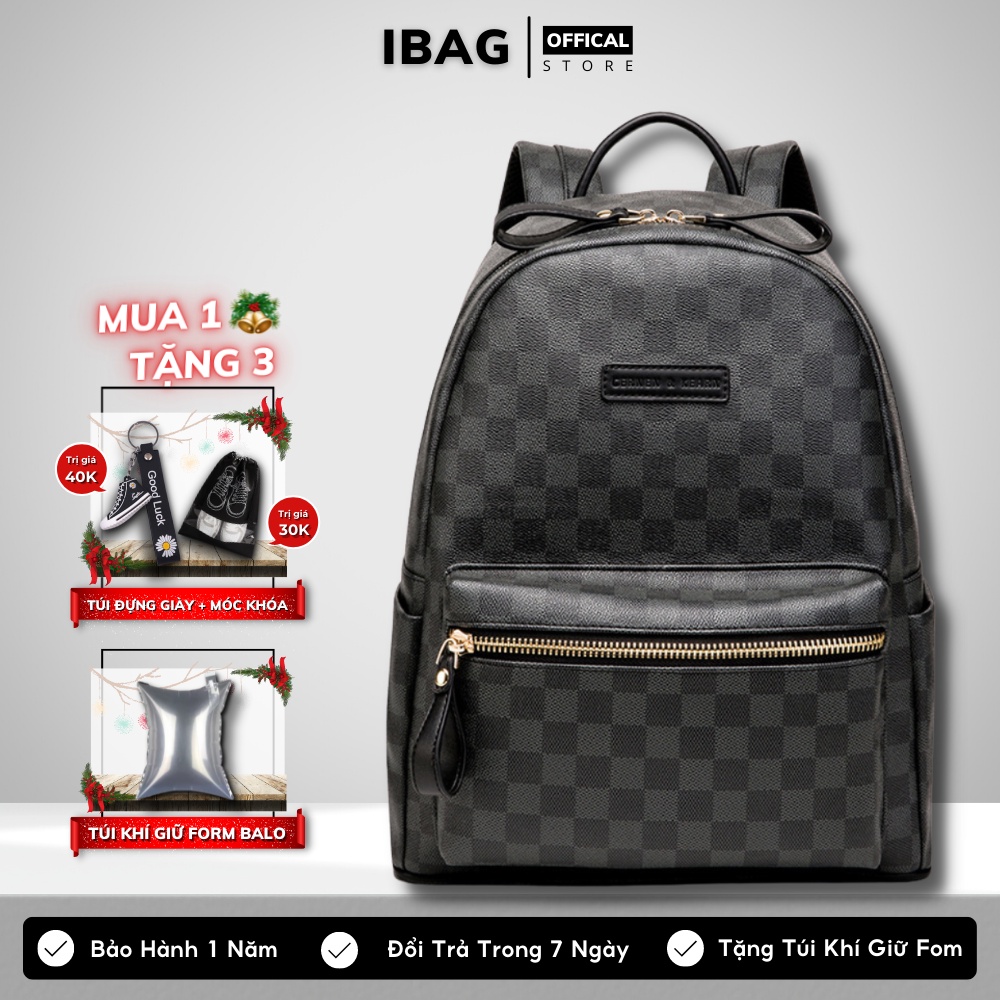 IBAG
OFFICAL
STORE
MUA 1
TẶNG 3
Trị giá
40K
Good Luck
Trị giá
30K
TÚI ĐỰNG GIÀY + MÓC KHÓA
TÚI KHÍ GIỮ FORM BALO
Bảo Hành 1 Năm
Đổi Trả Trong 7 Ngày
Tặng Túi Khí Giữ Fom